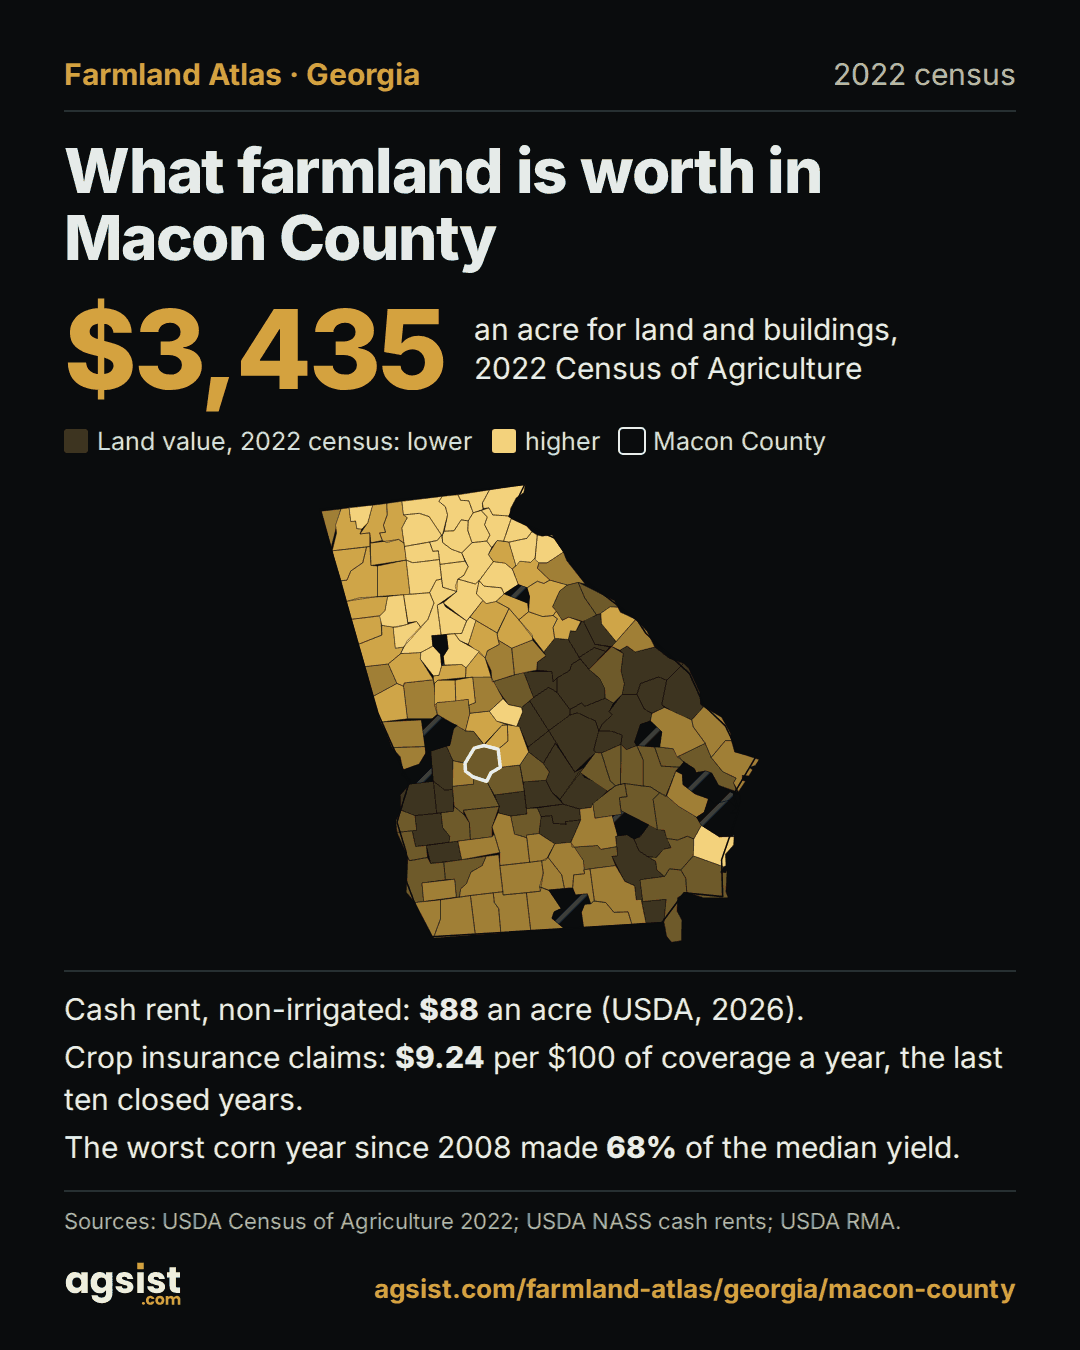 Farmland Atlas · Georgia
2022 census
What farmland is worth in
Macon County
$3,435
an acre for land and buildings,
2022 Census of Agriculture
Land value, 2022 census: lower
higher
Macon County
Cash rent, non-irrigated: $88 an acre (USDA, 2026).
Crop insurance claims: $9.24 per $100 of coverage a year, the last
ten closed years.
The worst corn year since 2008 made 68% of the median yield.
Sources: USDA Census of Agriculture 2022; USDA NASS cash rents; USDA RMA.
agsist
.com
agsist.com/farmland-atlas/georgia/macon-county